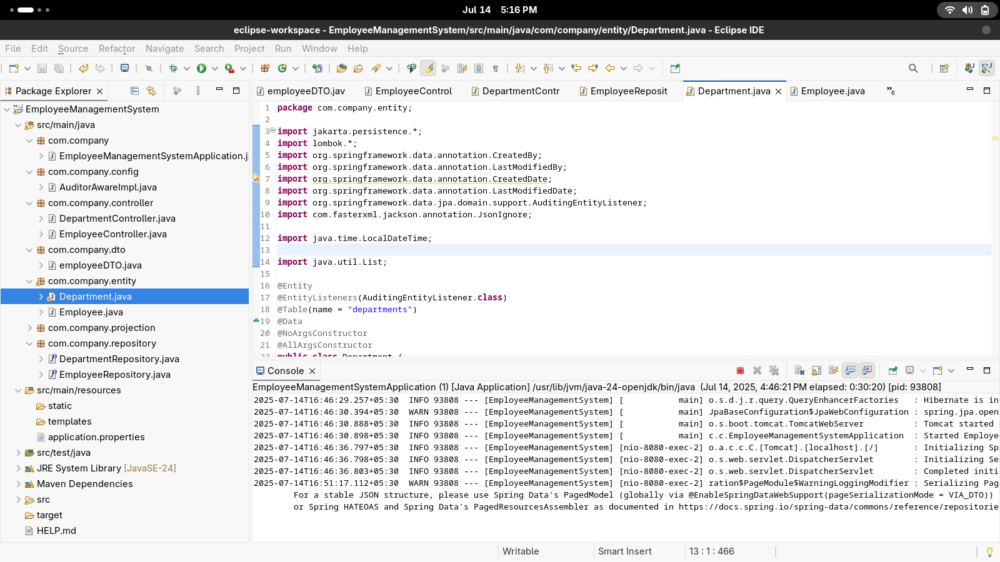 Jul 14 5:16 PM
eclipse-workspace - EmployeeManagementSystem/src/main/java/com/company/entity/Department.java - Eclipse IDE
File Edit Source Refactor Navigate Search Project Run Window Help
Package Explorer
employeeDTO.jav EmployeeControl DepartmentContr EmployeeReposit Department.java Employee.java 6
EmployeeManagementSystem
src/main/java
com.company
EmployeeManagementSystemApplication.j
com.company.config
AuditorAwareImpl.java
com.company.controller
DepartmentController.java
EmployeeController.java
com.company.dto
employeeDTO.java
com.company.entity
Department.java
Employee.java
com.company.projection
com.company.repository
DepartmentRepository.java
EmployeeRepository.java
src/main/resources
static
templates
application.properties
src/test/java
JRE System Library [JavaSE-24]
Maven Dependencies
src
target
HELP.md
1 package com.company.entity;
2
3 import jakarta.persistence.*;
4 import lombok.*;
5 import org.springframework.data.annotation.CreatedBy;
6 import org.springframework.data.annotation.LastModifiedBy;
7 import org.springframework.data.annotation.CreatedDate;
8 import org.springframework.data.annotation.LastModifiedDate;
9 import org.springframework.data.jpa.domain.support.AuditingEntityListener;
10 import com.fasterxml.jackson.annotation.JsonIgnore;
11
12 import java.time.LocalDateTime;
13
14 import java.util.List;
15
16 @Entity
17 @EntityListeners(AuditingEntityListener.class)
18 @Table(name = "departments")
19 @Data
20 @NoArgsConstructor
21 @AllArgsConstructor
22 public class Department {
Console
EmployeeManagementSystemApplication (1) [Java Application] /usr/lib/jvm/java-24-openjdk/bin/java (Jul 14, 2025, 4:46:21 PM elapsed: 0:30:20) [pid: 93808]
2025-07-14T16:46:29.257+05:30 INFO 93808 --- [EmployeeManagementSystem] [ main] o.s.d.j.r.query.QueryEnhancerFactories : Hibernate is in
2025-07-14T16:46:30.394+05:30 WARN 93808 --- [EmployeeManagementSystem] [ main] JpaBaseConfiguration$JpaWebConfiguration : spring.jpa.open
2025-07-14T16:46:30.888+05:30 INFO 93808 --- [EmployeeManagementSystem] [ main] o.s.boot.tomcat.TomcatWebServer : Tomcat started
2025-07-14T16:46:30.898+05:30 INFO 93808 --- [EmployeeManagementSystem] [ main] c.c.EmployeeManagementSystemApplication : Started Employe
2025-07-14T16:46:36.797+05:30 INFO 93808 --- [EmployeeManagementSystem] [nio-8080-exec-2] o.a.c.c.C.[Tomcat].[localhost].[/] : Initializing Sp
2025-07-14T16:46:36.798+05:30 INFO 93808 --- [EmployeeManagementSystem] [nio-8080-exec-2] o.s.web.servlet.DispatcherServlet : Initializing Se
2025-07-14T16:46:36.803+05:30 INFO 93808 --- [EmployeeManagementSystem] [nio-8080-exec-2] o.s.web.servlet.DispatcherServlet : Completed initi
2025-07-14T16:51:17.112+05:30 WARN 93808 --- [EmployeeManagementSystem] [nio-8080-exec-2] ration$PageModule$WarningLoggingModifier : Serializing Pag
For a stable JSON structure, please use Spring Data's PagedModel (globally via @EnableSpringDataWebSupport(pageSerializationMode = VIA_DTO))
or Spring HATEOAS and Spring Data's PagedResourcesAssembler as documented in https://docs.spring.io/spring-data/commons/reference/repositorie
Writable Smart Insert 13 : 1 : 466